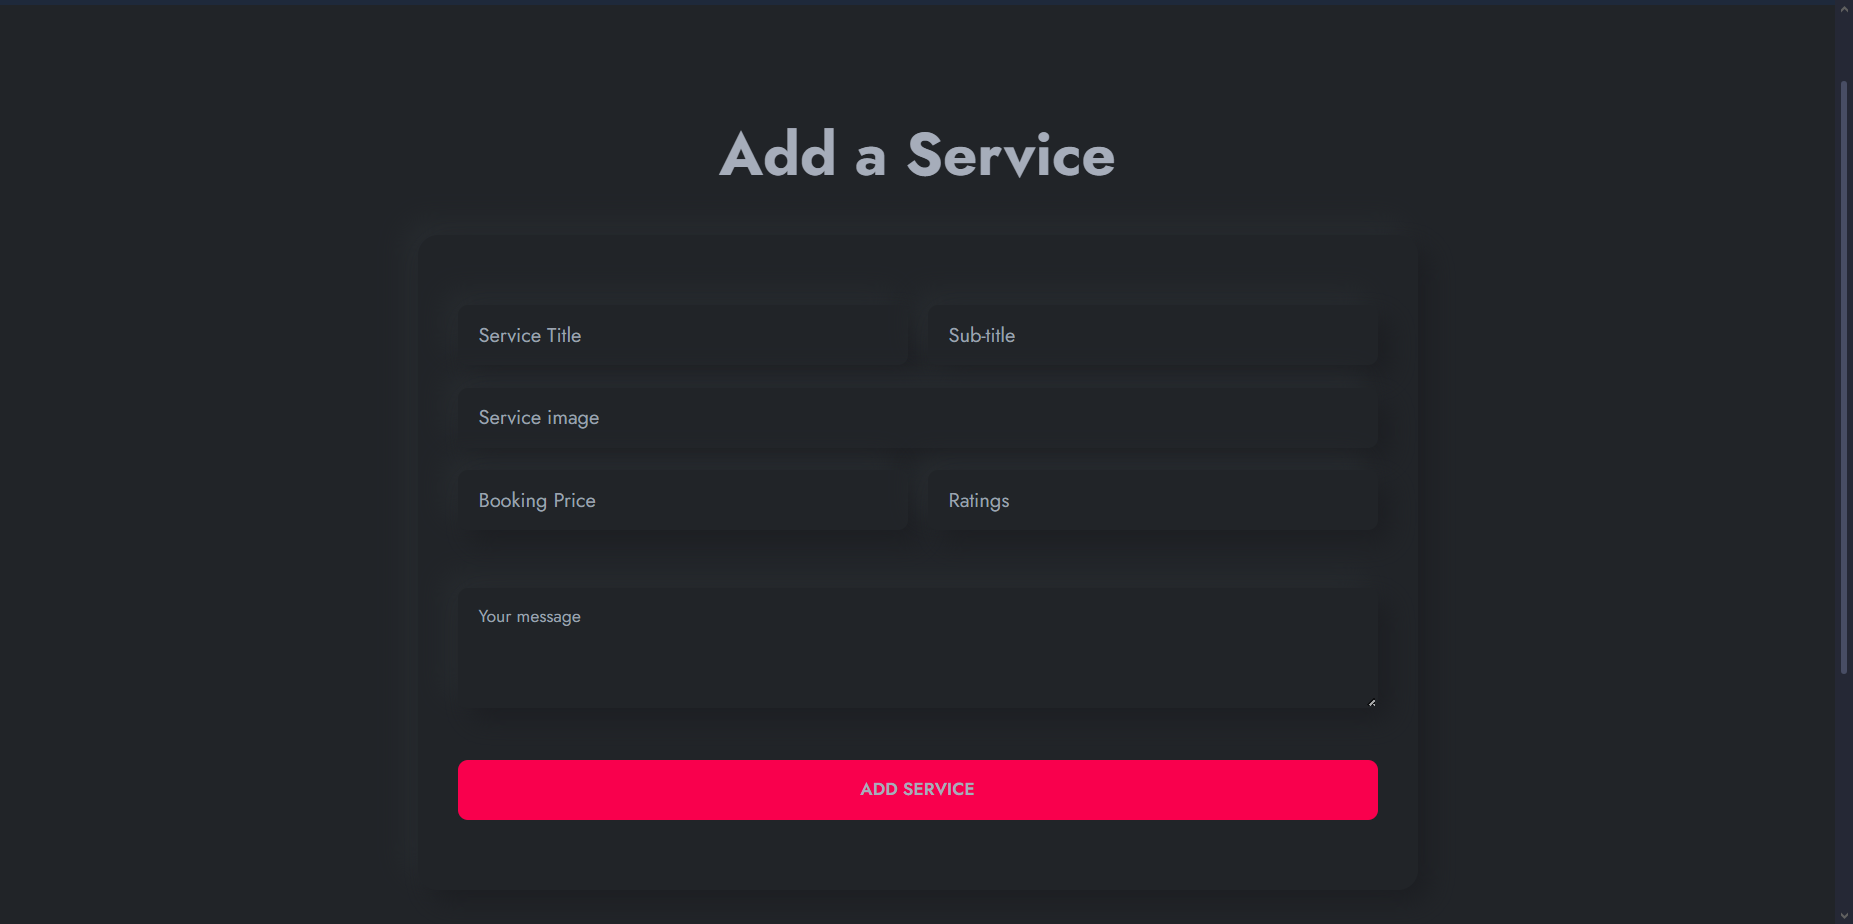 Add a Service
Service Title
Sub-title
Service image
Booking Price
Ratings
Your message
ADD SERVICE